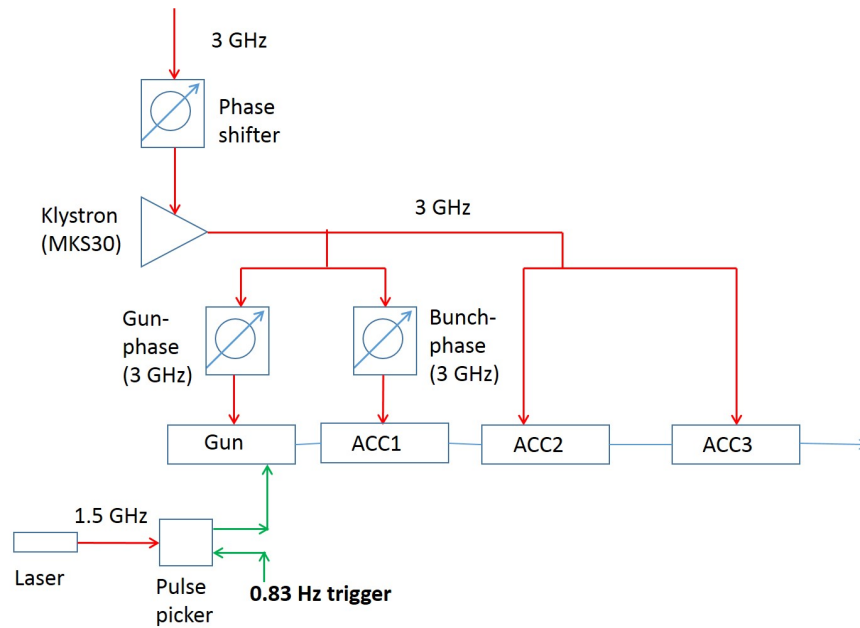 3 GHz
Phase
shifter
Klystron
(MKS30)
3 GHz
Gun-
phase
(3 GHz)
Bunch-
phase
(3 GHz)
Gun
ACC1
ACC2
ACC3
1.5 GHz
Laser
Pulse
picker
0.83 Hz trigger